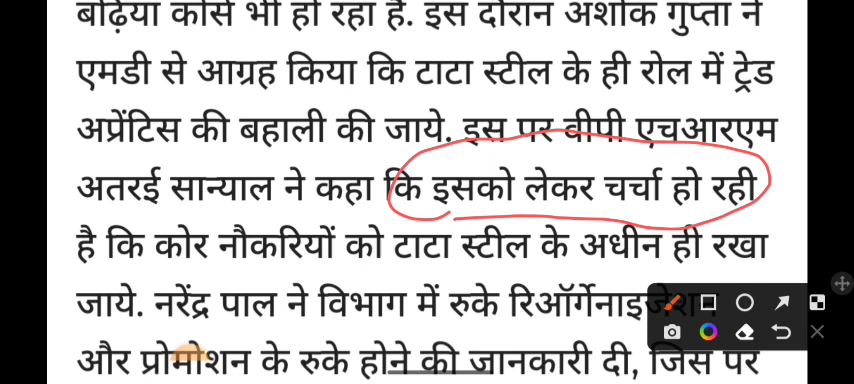 बढ़िया कोर्स भी हो रहा है. इस दौरान अशोक गुप्ता ने
एमडी से आग्रह किया कि टाटा स्टील के ही रोल में ट्रेड
अप्रेंटिस की बहाली की जाये. इस पर वीपी एचआरएम
अतरई सान्याल ने कहा कि इसको लेकर चर्चा हो रही
है कि कोर नौकरियों को टाटा स्टील के अधीन ही रखा
जाये. नरेंद्र पाल ने विभाग में रुके रिऑर्गेनाइजेशन
और प्रोमोशन के रुके होने की जानकारी दी, जिस पर